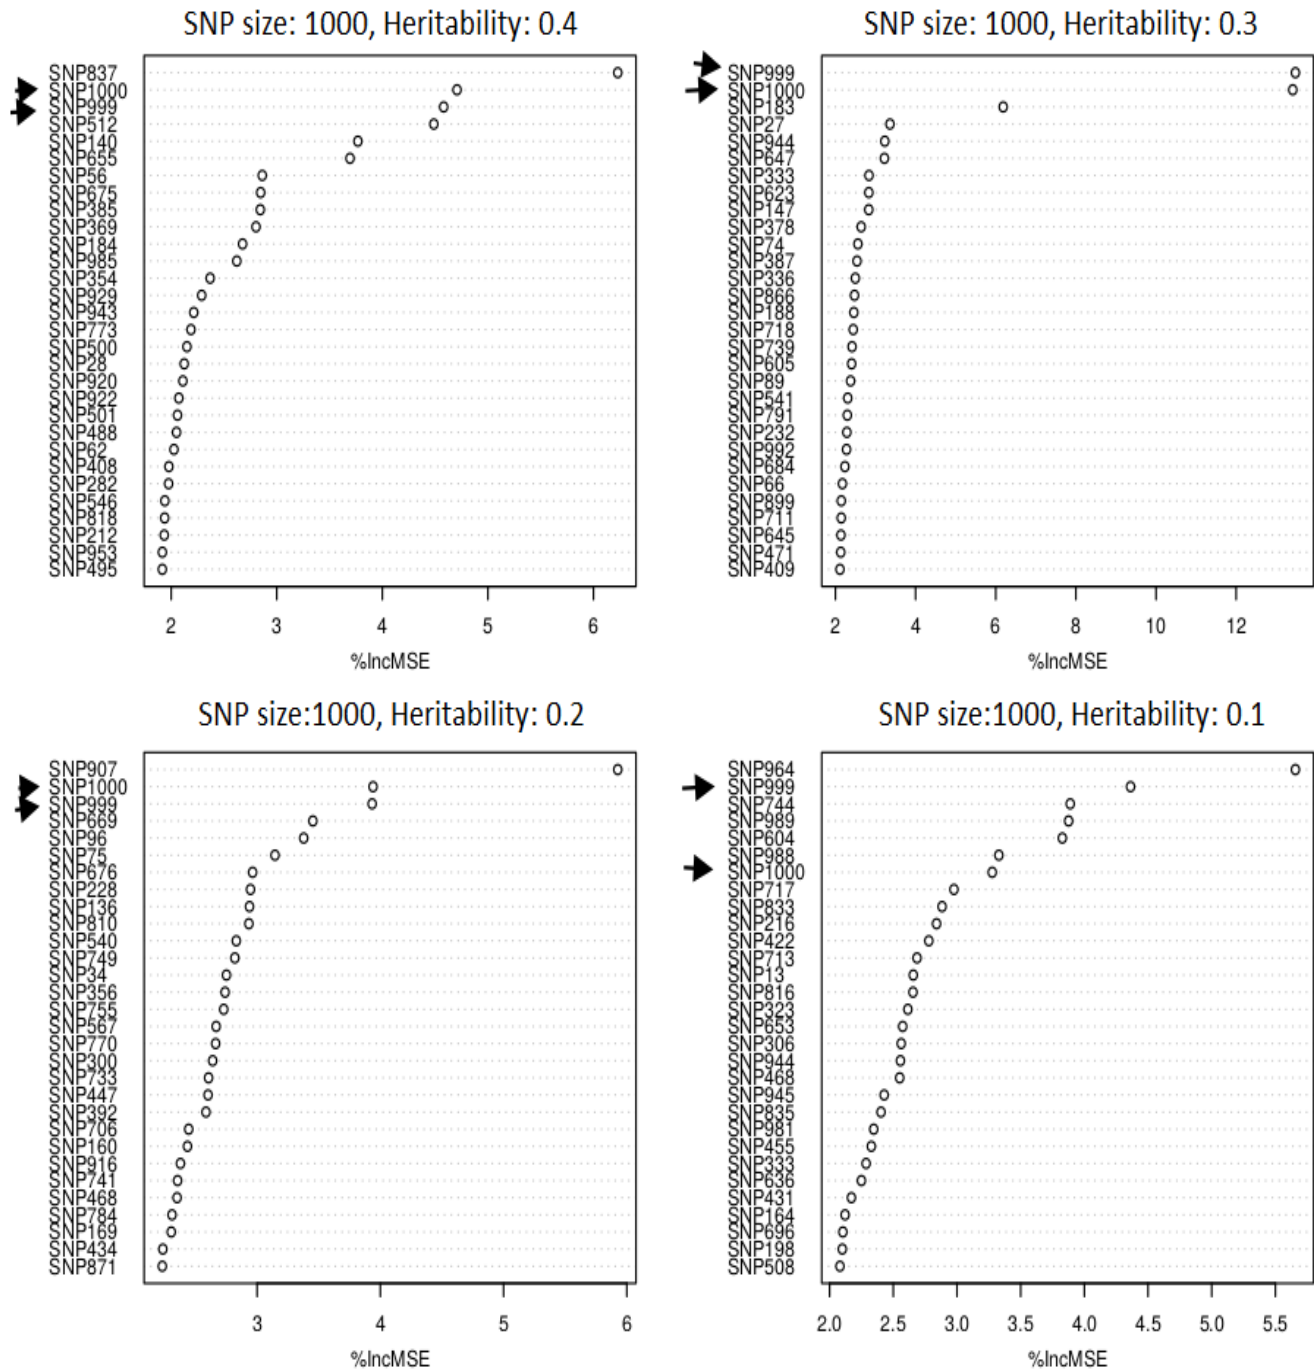 SNP size: 1000, Heritability: 0.4
SNP837
SNP1000
SNP999
SNP512
SNP140
SNP655
SNP56
SNP675
SNP385
SNP369
SNP184
SNP985
SNP354
SNP929
SNP943
SNP773
SNP500
SNP28
SNP920
SNP922
SNP501
SNP488
SNP62
SNP408
SNP282
SNP546
SNP818
SNP212
SNP953
SNP495
2 3 4 5 6
%IncMSE
SNP size: 1000, Heritability: 0.3
SNP999
SNP1000
SNP183
SNP27
SNP944
SNP647
SNP333
SNP623
SNP147
SNP378
SNP74
SNP387
SNP336
SNP866
SNP188
SNP718
SNP739
SNP605
SNP89
SNP541
SNP791
SNP232
SNP992
SNP684
SNP66
SNP899
SNP711
SNP645
SNP471
SNP409
2 4 6 8 10 12
%IncMSE
SNP size:1000, Heritability: 0.2
SNP907
SNP1000
SNP999
SNP669
SNP96
SNP75
SNP676
SNP228
SNP136
SNP810
SNP540
SNP749
SNP34
SNP356
SNP755
SNP567
SNP770
SNP300
SNP733
SNP447
SNP392
SNP706
SNP160
SNP916
SNP741
SNP468
SNP784
SNP169
SNP434
SNP871
3 4 5 6
%IncMSE
SNP size:1000, Heritability: 0.1
SNP964
SNP999
SNP744
SNP989
SNP604
SNP988
SNP1000
SNP717
SNP833
SNP216
SNP422
SNP713
SNP13
SNP816
SNP323
SNP653
SNP306
SNP944
SNP468
SNP945
SNP835
SNP981
SNP455
SNP333
SNP636
SNP431
SNP164
SNP696
SNP198
SNP508
2.0 2.5 3.0 3.5 4.0 4.5 5.0 5.5
%IncMSE